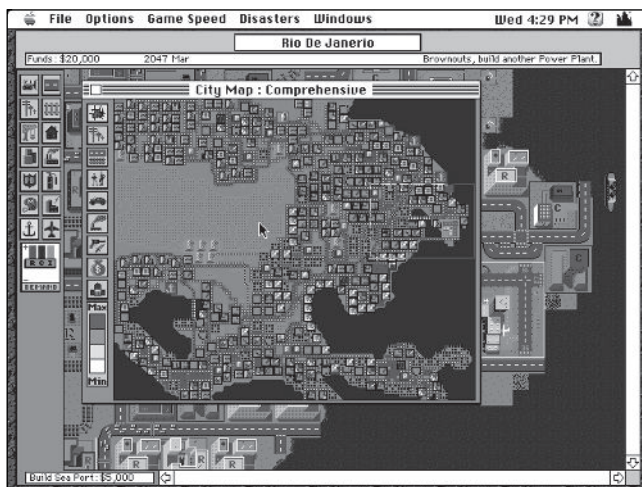 File Options Game Speed Disasters Windows Wed 4:29 PM
Rio De Janerio
Funds: $20,000 2047 Mar Brownouts, build another Power Plant.
City Map : Comprehensive
R
C
C
R C I
DEMAND
Max
Min
R
R
R
R
Build Sea Port: $5,000